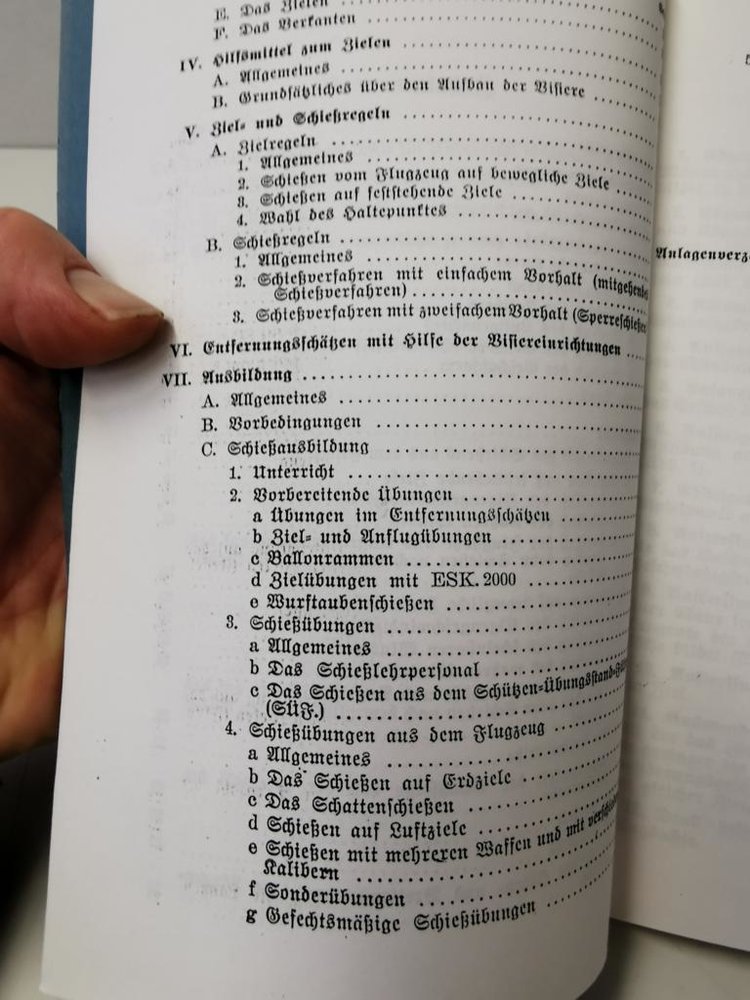 E. Das Zielen
F. Das Verkanten
IV. Hilfsmittel zum Zielen
A. Allgemeines
B. Grundsätzliches über den Aufbau der Visiere
V. Ziel- und Schießregeln
A. Zielregeln
1. Allgemeines
2. Schießen vom Flugzeug auf bewegliche Ziele
3. Schießen auf feststehende Ziele
4. Wahl des Haltepunktes
B. Schießregeln
1. Allgemeines
2. Schießverfahren mit einfachem Vorhalt (mitgehendes
Schießverfahren)
3. Schießverfahren mit zweifachem Vorhalt (Sperreschießen
VI. Entfernungsschätzen mit Hilfe der Visiereinrichtungen
VII. Ausbildung
A. Allgemeines
B. Vorbedingungen
C. Schießausbildung
1. Unterricht
2. Vorbereitende Übungen
a Übungen im Entfernungsschätzen
b Ziel- und Anflugübungen
c Ballonrammen
d Zielübungen mit ESK. 2000
e Wurftaubenschießen
3. Schießübungen
a Allgemeines
b Das Schießlehrpersonal
c Das Schießen aus dem Schützen-Übungsstand-
(SÜF.)
4. Schießübungen aus dem Flugzeug
a Allgemeines
b Das Schießen auf Erdziele
c Das Schattenschießen
d Schießen auf Luftziele
e Schießen mit mehreren Waffen und mit
Kalibern
f Sonderübungen
g Gefechtsmäßige Schießübungen
Anlagenverz